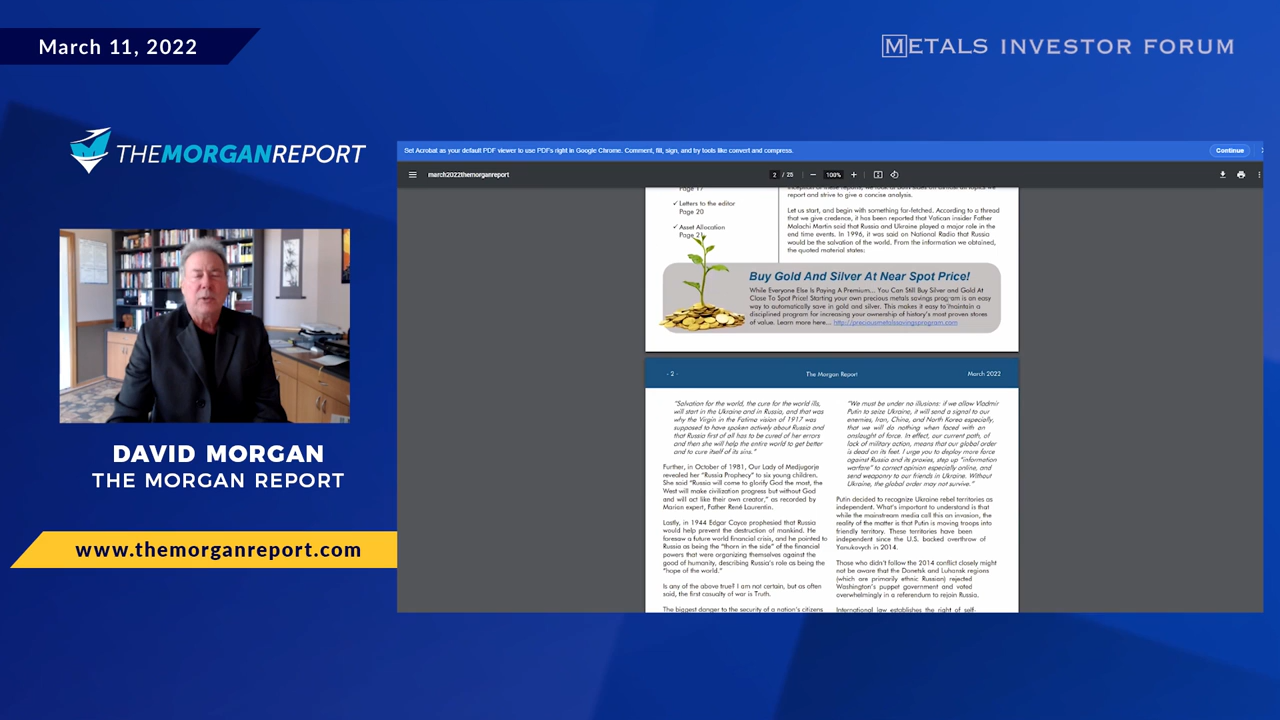 March 11, 2022
METALS INVESTOR FORUM
THEMORGANREPORT
Set Acrobat as your default PDF viewer to use PDFs right in Google Chrome. Comment, fill, sign, and try tools like convert and compress.
Continue
march2022themorganreport
2 / 25
100%
Page 17
✓ Letters to the editor
Page 20
✓ Asset Allocation
Page 21
report and strive to give a concise analysis.
Let us start, and begin with something far-fetched. According to a thread
that we give credence, it has been reported that Vatican insider Father
Malachi Martin said that Russia and Ukraine played a major role in the
end time events. In 1996, it was said on National Radio that Russia
would be the salvation of the world. From the information we obtained,
the quoted material states:
Buy Gold And Silver At Near Spot Price!
While Everyone Else Is Paying A Premium... You Can Still Buy Silver and Gold At
Close To Spot Price! Starting your own precious metals savings program is an easy
way to automatically save in gold and silver. This makes it easy to maintain a
disciplined program for increasing your ownership of history's most proven stores
of value. Learn more here... http://preciousmetalssavingsprogram.com
- 2 -
The Morgan Report
March 2022
"Salvation for the world, the cure for the world ills,
will start in the Ukraine and in Russia, and that was
why the Virgin in the Fatima vision of 1917 was
supposed to have spoken actively about Russia and
that Russia first of all has to be cured of her errors
and then she will help the entire world to get better
and to cure itself of its sins."
Further, in October of 1981, Our Lady of Medjugorje
revealed her "Russia Prophecy" to six young children.
She said "Russia will come to glorify God the most, the
West will make civilization progress but without God
and will act like their own creator," as recorded by
Marion expert, Father René Laurentin.
Lastly, in 1944 Edgar Cayce prophesied that Russia
would help prevent the destruction of mankind. He
foresaw a future world financial crisis, and he pointed to
Russia as being the "thorn in the side" of the financial
powers that were organizing themselves against the
good of humanity, describing Russia's role as being the
"hope of the world."
Is any of the above true? I am not certain, but as often
said, the first casualty of war is Truth.
The biggest danger to the security of a nation's citizens
"We must be under no illusions: if we allow Vladmir
Putin to seize Ukraine, it will send a signal to our
enemies, Iran, China, and North Korea especially,
that we will do nothing when faced with an
onslaught of force. In effect, our current path, of
lack of military action, means that our global order
is dead on its feet. I urge you to deploy more force
against Russia and its proxies, step up "information
warfare" to correct opinion especially online, and
send weaponry to our friends in Ukraine. Without
Ukraine, the global order may not survive."
Putin decided to recognize Ukraine rebel territories as
independent. What's important to understand is that
while the mainstream media call this an invasion, the
reality of the matter is that Putin is moving troops into
friendly territory. These territories have been
independent since the U.S. backed overthrow of
Yanukovych in 2014.
Those who didn't follow the 2014 conflict closely might
not be aware that the Donetsk and Luhansk regions
(which are primarily ethnic Russian) rejected
Washington's puppet government and voted
overwhelmingly in a referendum to rejoin Russia.
International law establishes the right of self-
DAVID MORGAN
THE MORGAN REPORT
www.themorganreport.com